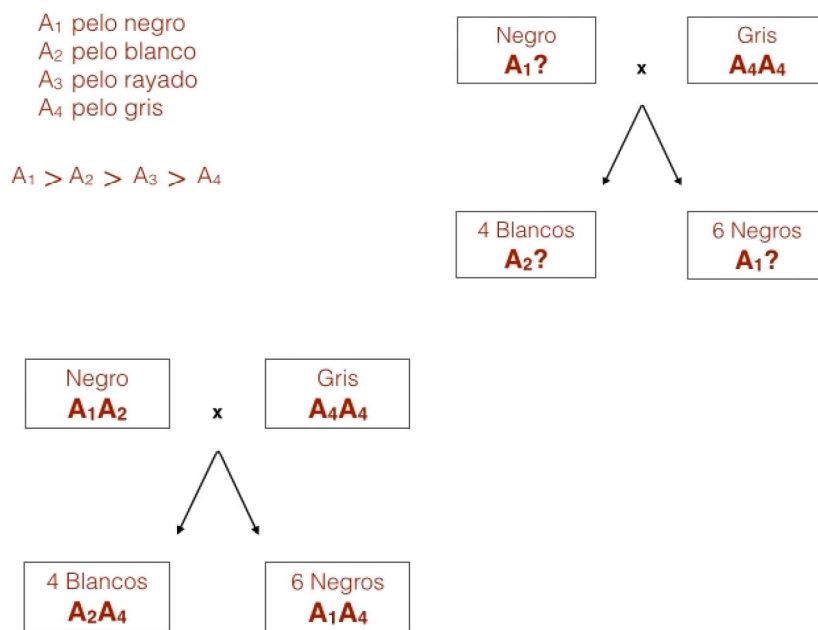 A₁ pelo negro
A₂ pelo blanco
A₃ pelo rayado
A₄ pelo gris
A₁ > A₂ > A₃ > A₄
Negro
A₁?
x
Gris
A₄A₄
4 Blancos
A₂?
6 Negros
A₁?
Negro
A₁A₂
x
Gris
A₄A₄
4 Blancos
A₂A₄
6 Negros
A₁A₄